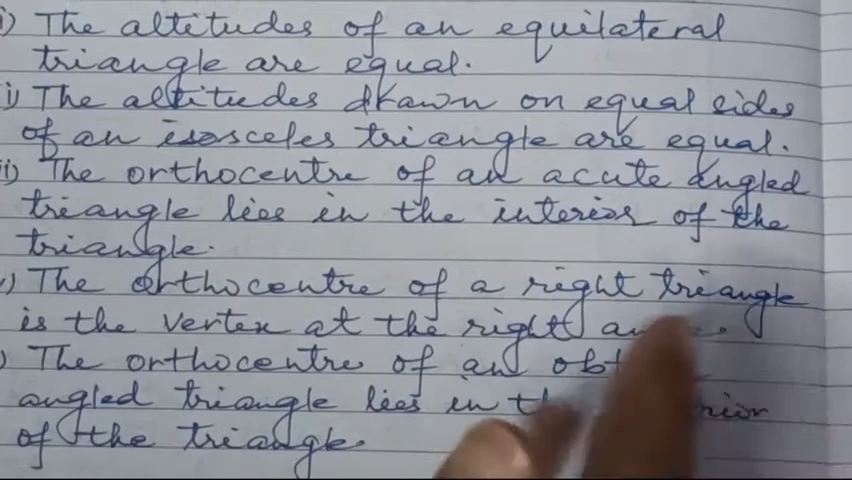 i) The altitudes of an equilateral
triangle are equal.
i) The altitudes drawn on equal sides
of an isosceles triangle are equal.
ii) The orthocentre of an acute angled
triangle lies in the interior of the
triangle.
) The orthocentre of a right triangle
is the vertex at the right
) The orthocentre of an
angled triangle lies in
of the triangle.